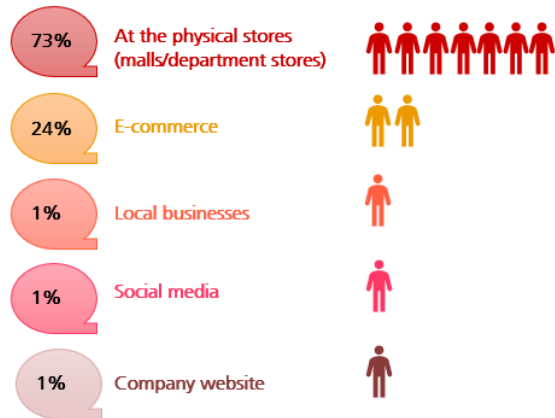 73%
At the physical stores
(malls/department stores)
24%
E-commerce
1%
Local businesses
1%
Social media
1%
Company website